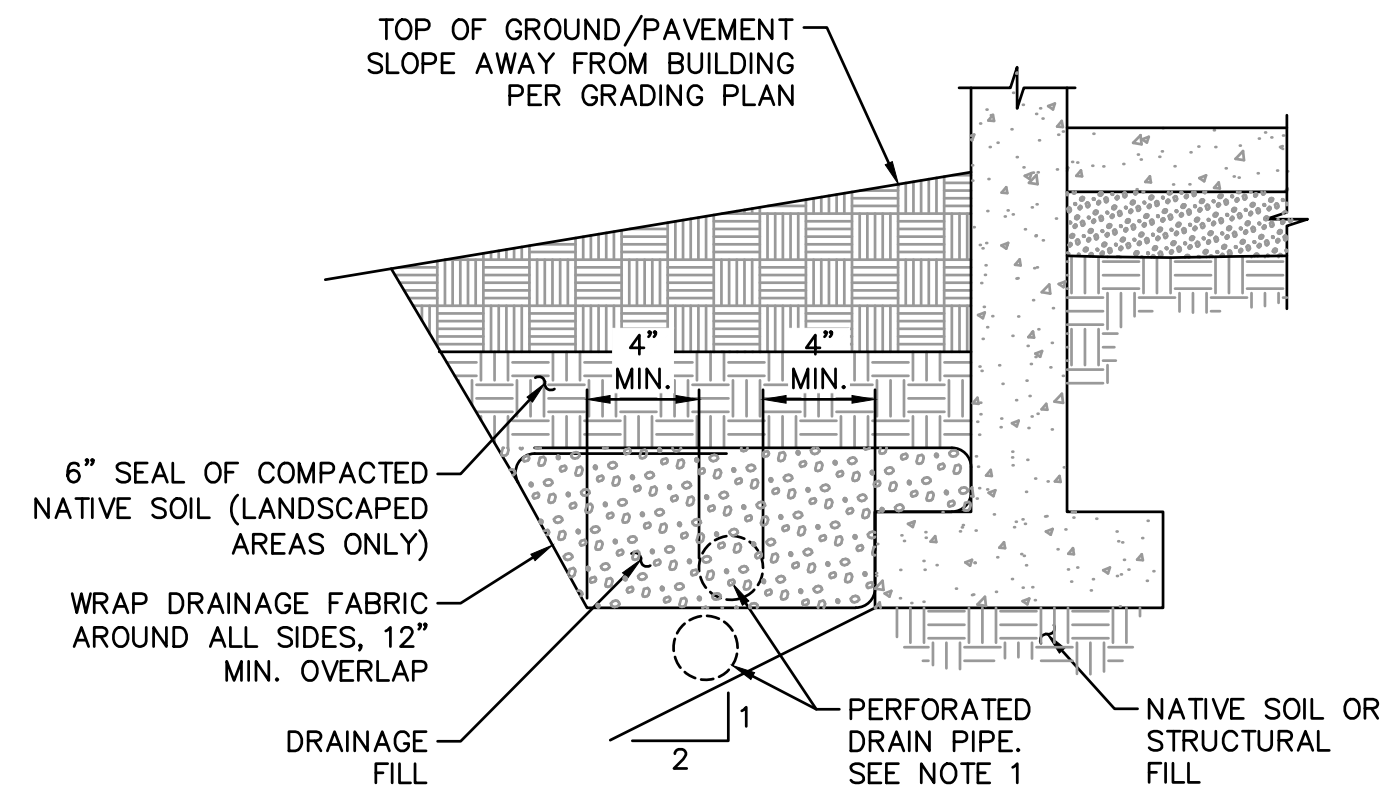 TOP OF GROUND/PAVEMENT
SLOPE AWAY FROM BUILDING
PER GRADING PLAN
4”
MIN.
4”
MIN.
6” SEAL OF COMPACTED
NATIVE SOIL (LANDSCAPED
AREAS ONLY)
WRAP DRAINAGE FABRIC
AROUND ALL SIDES, 12”
MIN. OVERLAP
DRAINAGE
FILL
1
2
PERFORATED
DRAIN PIPE.
SEE NOTE 1
NATIVE SOIL OR
STRUCTURAL
FILL